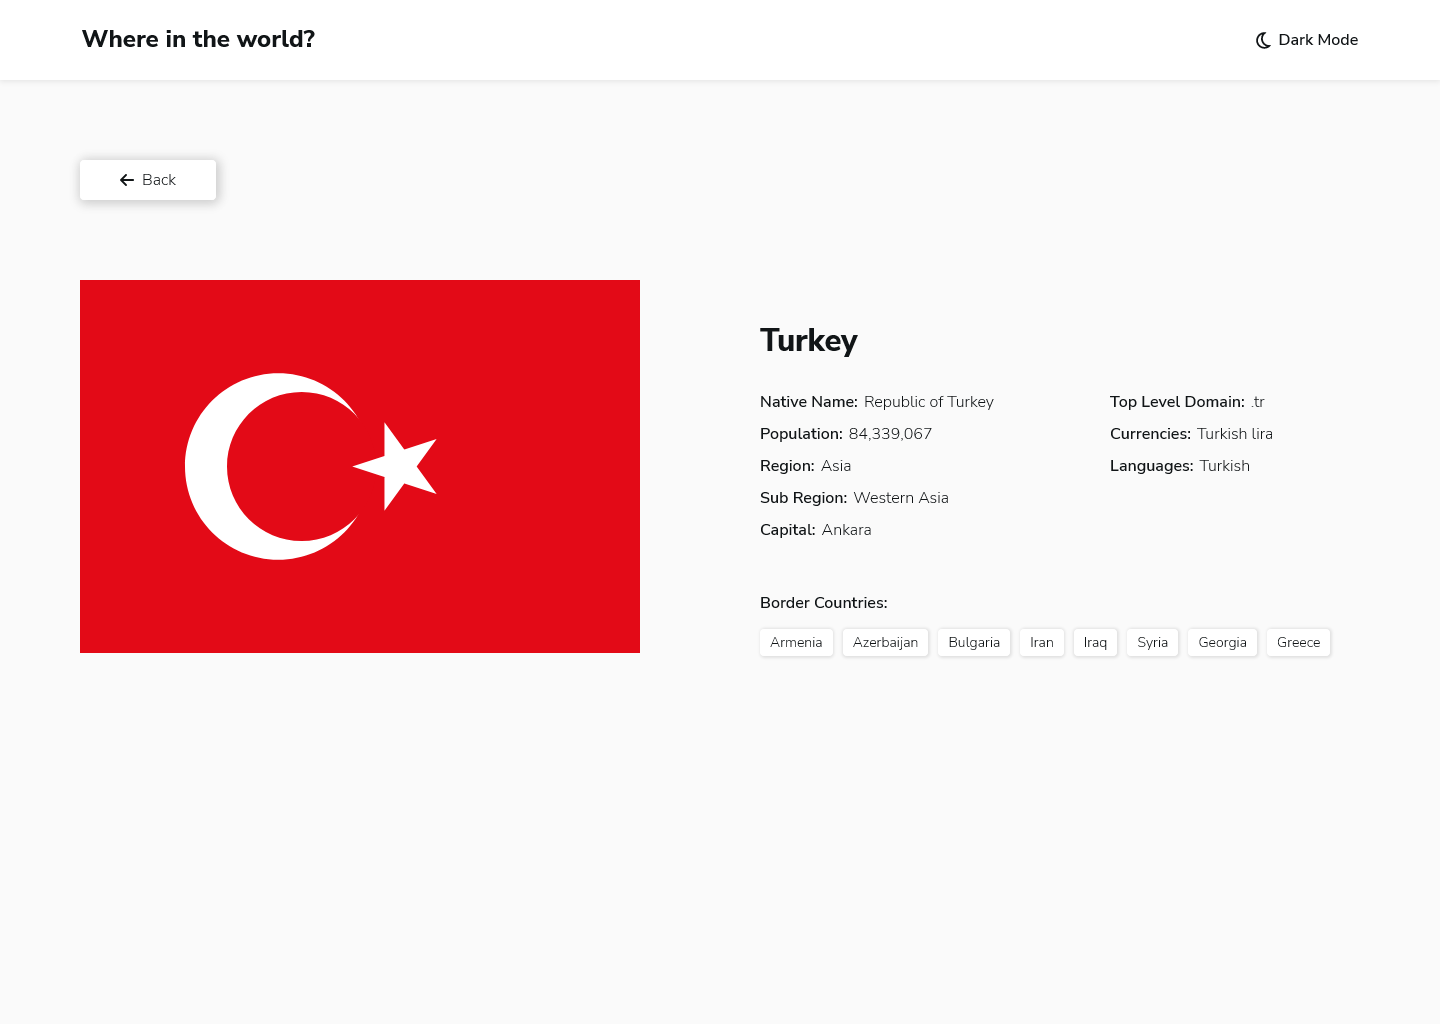 Where in the world?
Dark Mode
Back
Turkey
Native Name: Republic of Turkey
Population: 84,339,067
Region: Asia
Sub Region: Western Asia
Capital: Ankara
Top Level Domain: .tr
Currencies: Turkish lira
Languages: Turkish
Border Countries:
Armenia Azerbaijan Bulgaria Iran Iraq Syria Georgia Greece